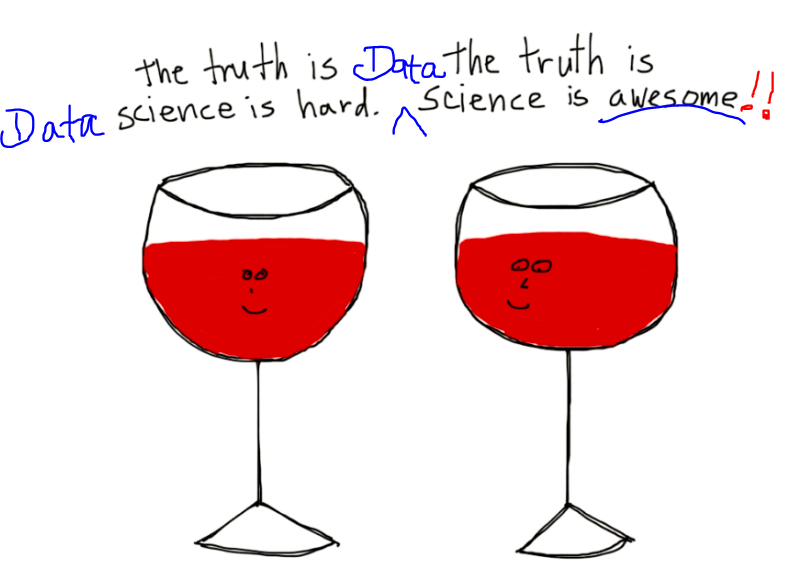 The truth is
Data science is hard.
Data the truth is
science is awesome!!